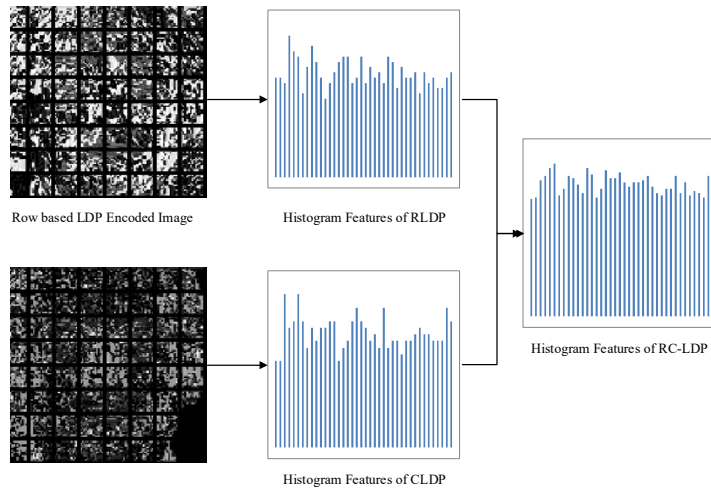 Row based LDP Encoded Image
Histogram Features of RLDP
Histogram Features of RC-LDP
Histogram Features of CLDP